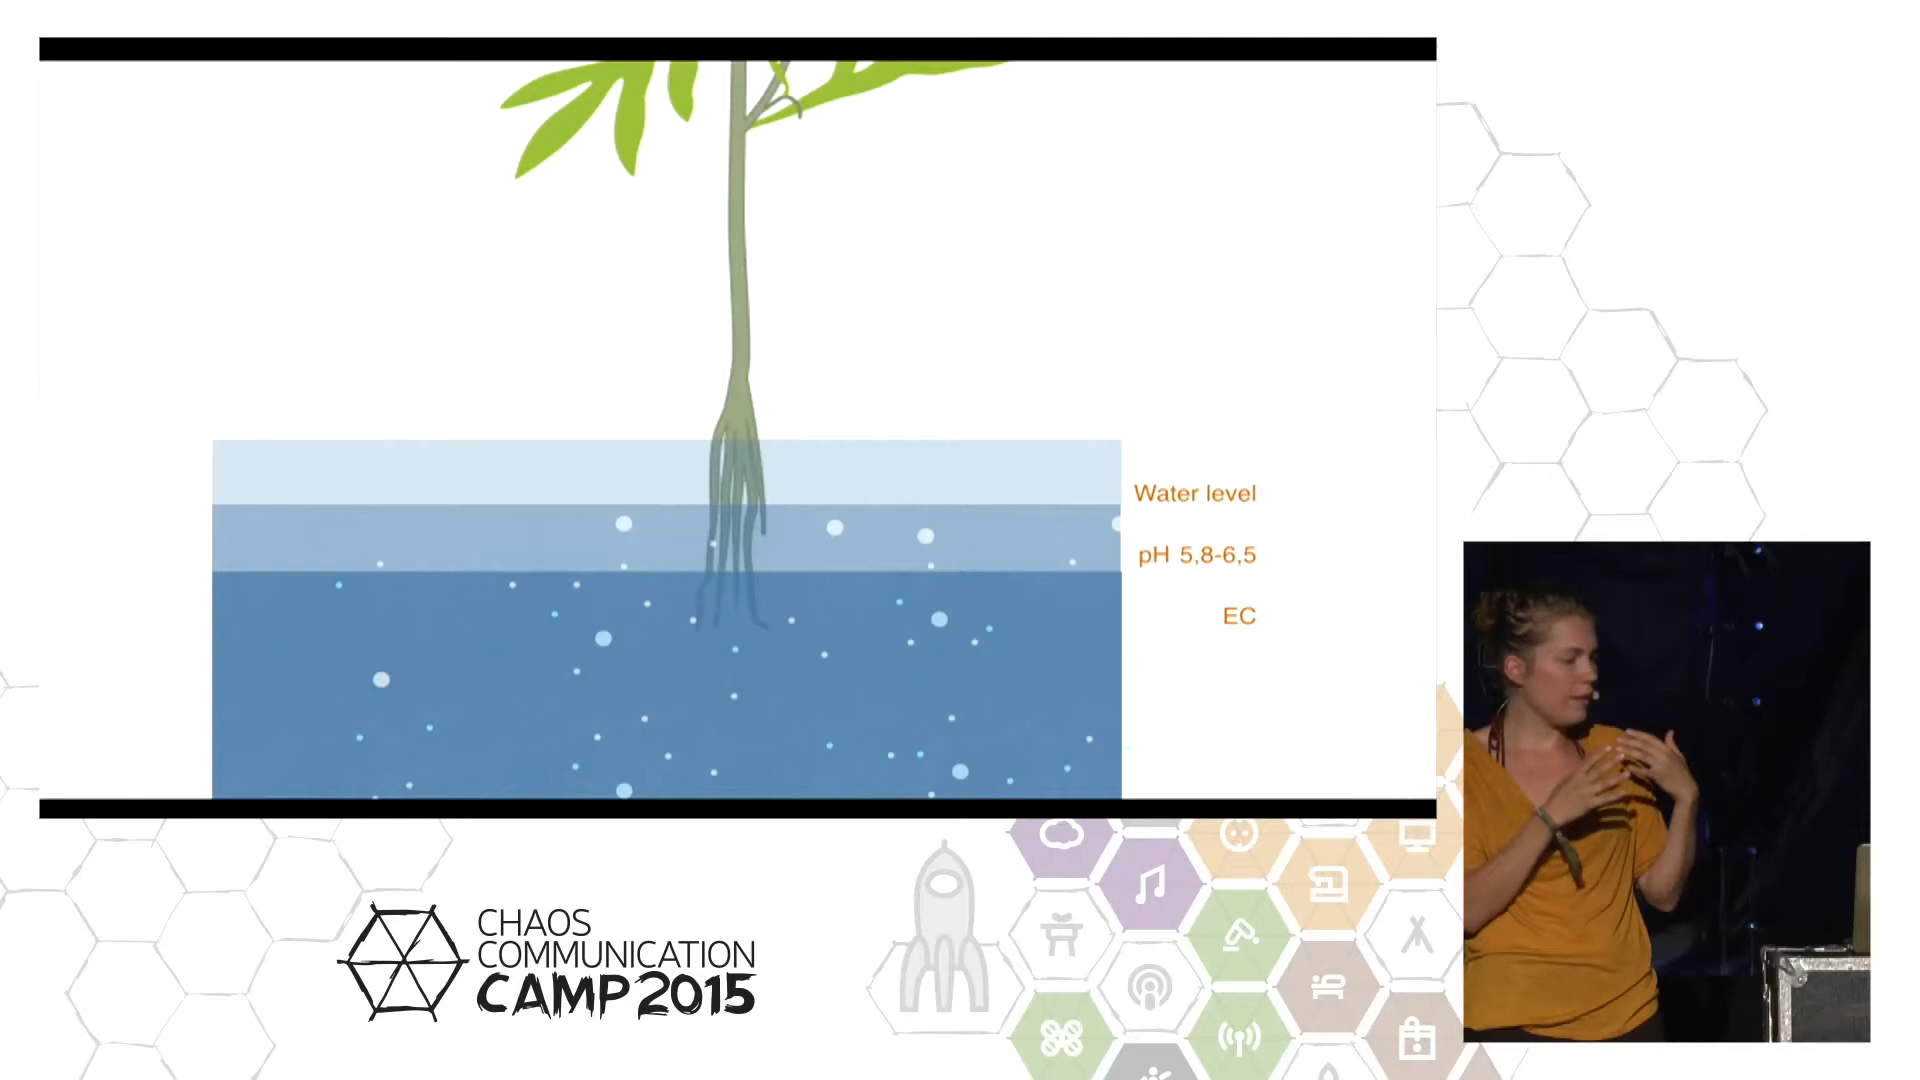 Water level
pH 5,8-6,5
EC
CHAOS
COMMUNICATION
CAMP 2015